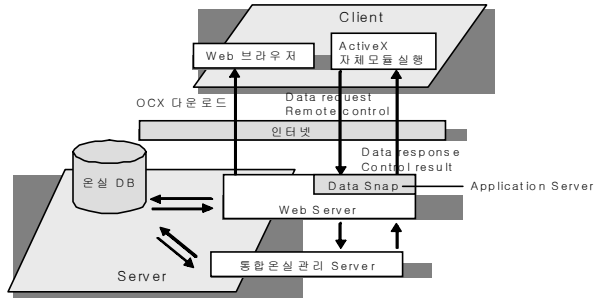 Client
Web 브라우저
ActiveX
자체모듈실행
OCX 다운로드
Data request
Remote control
인터넷
Data response
Control result
온실 DB
Data Snap
Application Server
Web Server
통합온실관리 Server
Server